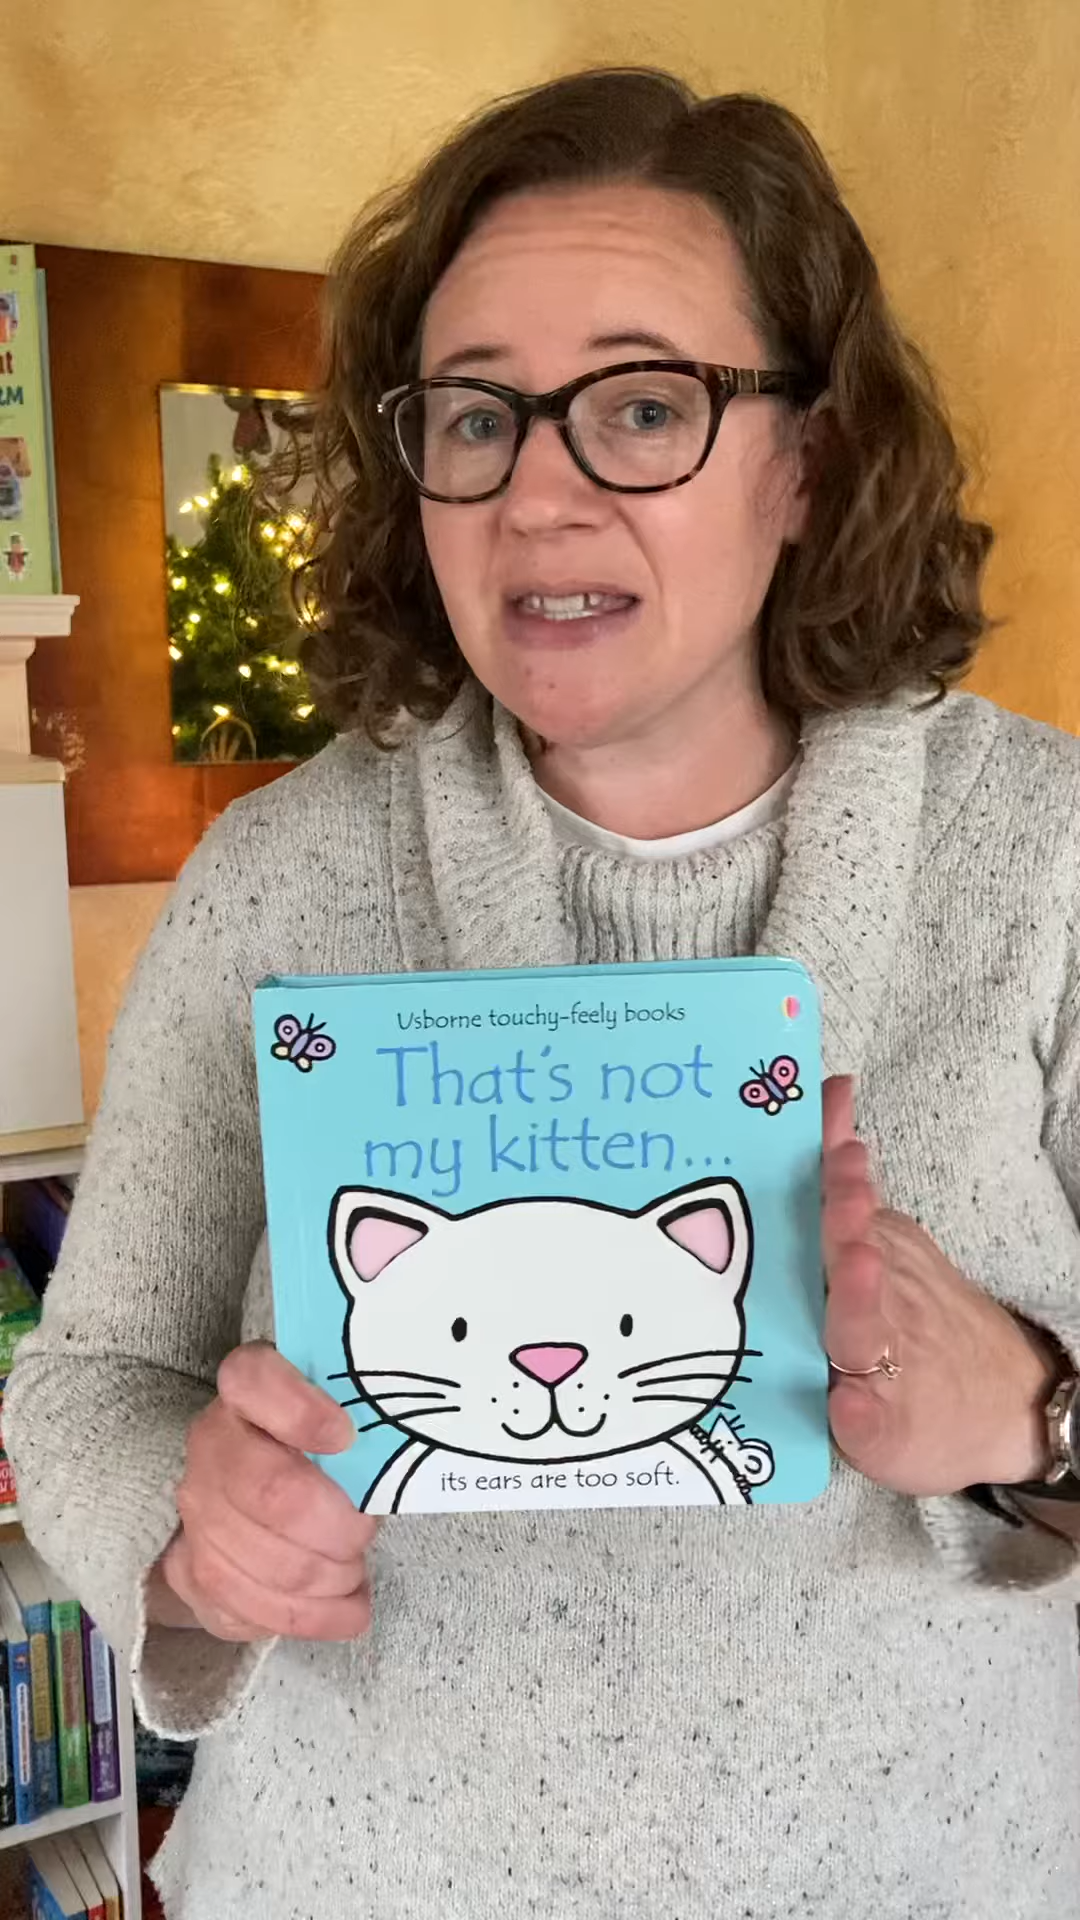 Usborne touchy-feely books
That's not
my kitten...
its ears are too soft.